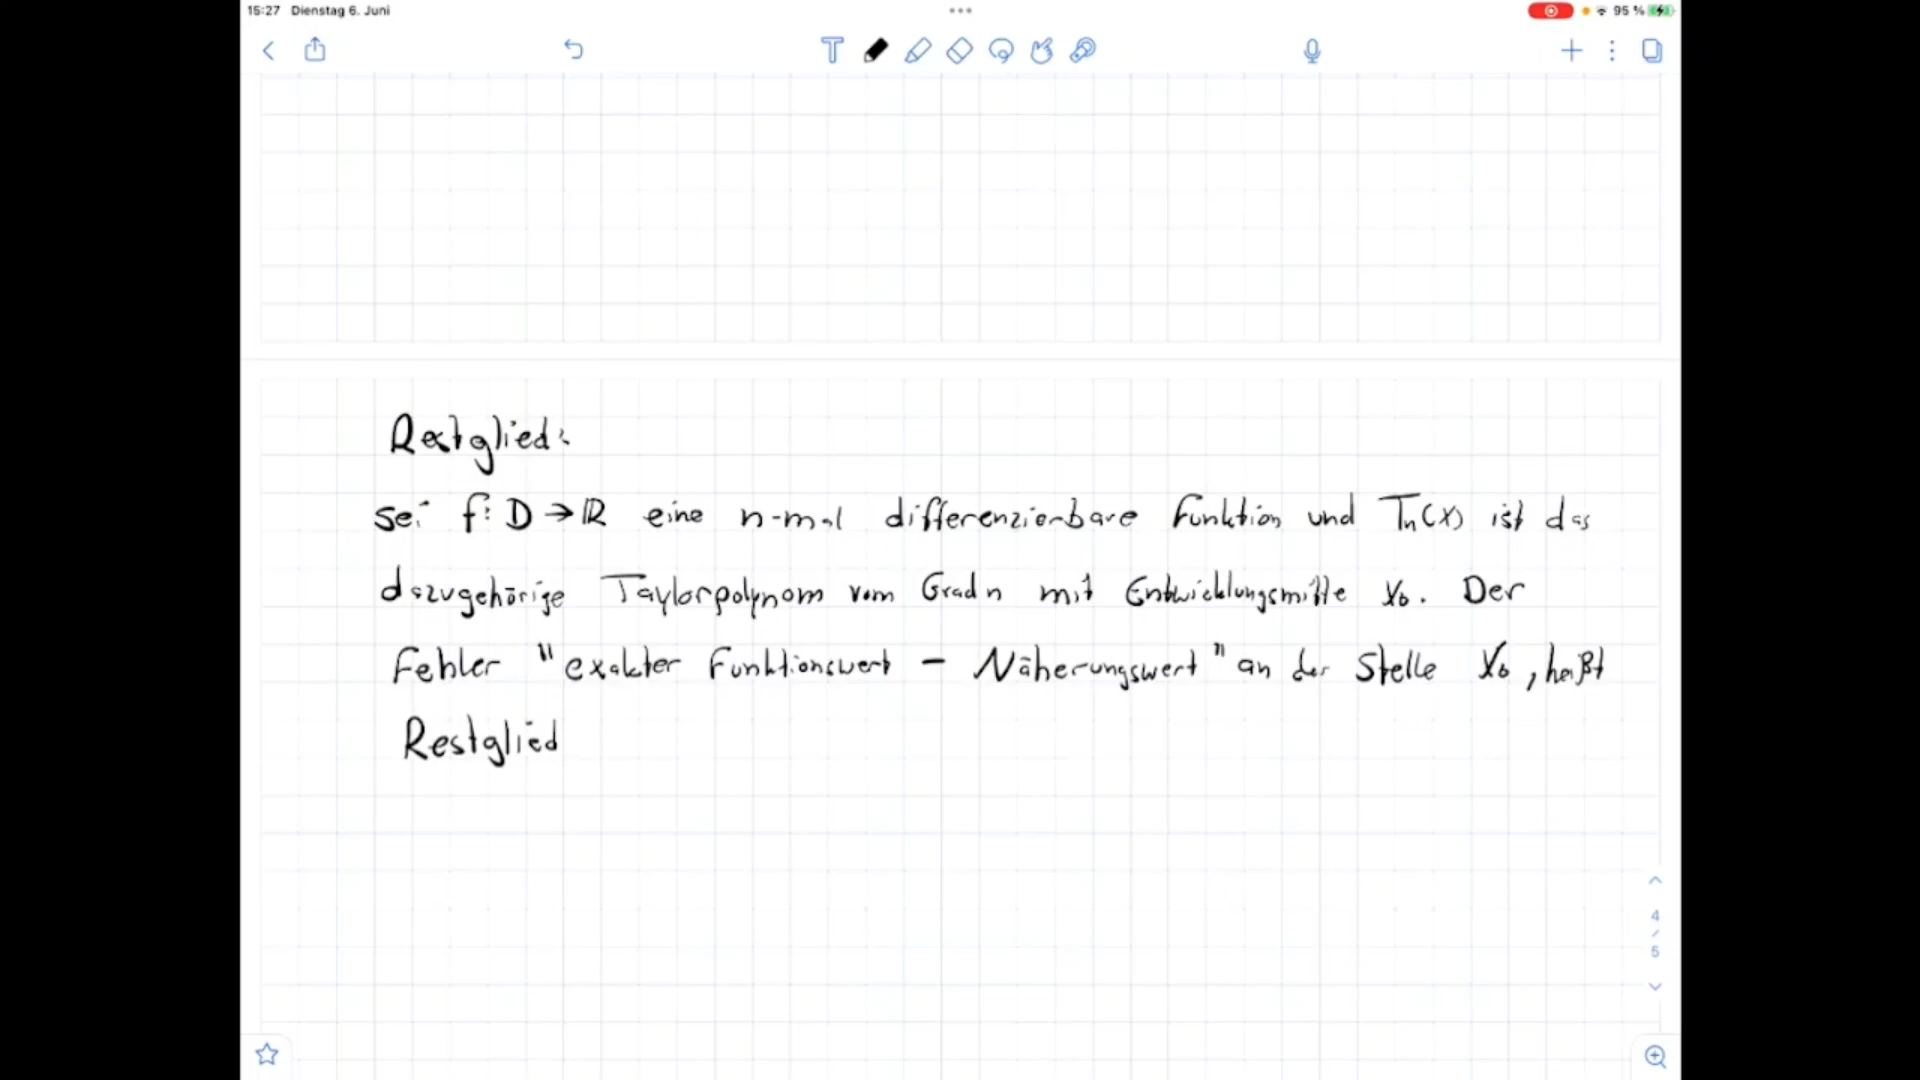 15:27 Dienstag 6. Juni
95 %
T
Restglied:
sei f: D → ℝ eine n-mal differenzierbare Funktion und Tn(x) ist das
dazugehörige Taylorpolynom vom Grad n mit Entwicklungsmitte x₀. Der
Fehler "exakter Funktionswert - Näherungswert" an der Stelle x₀, heißt
Restglied
4
/
5